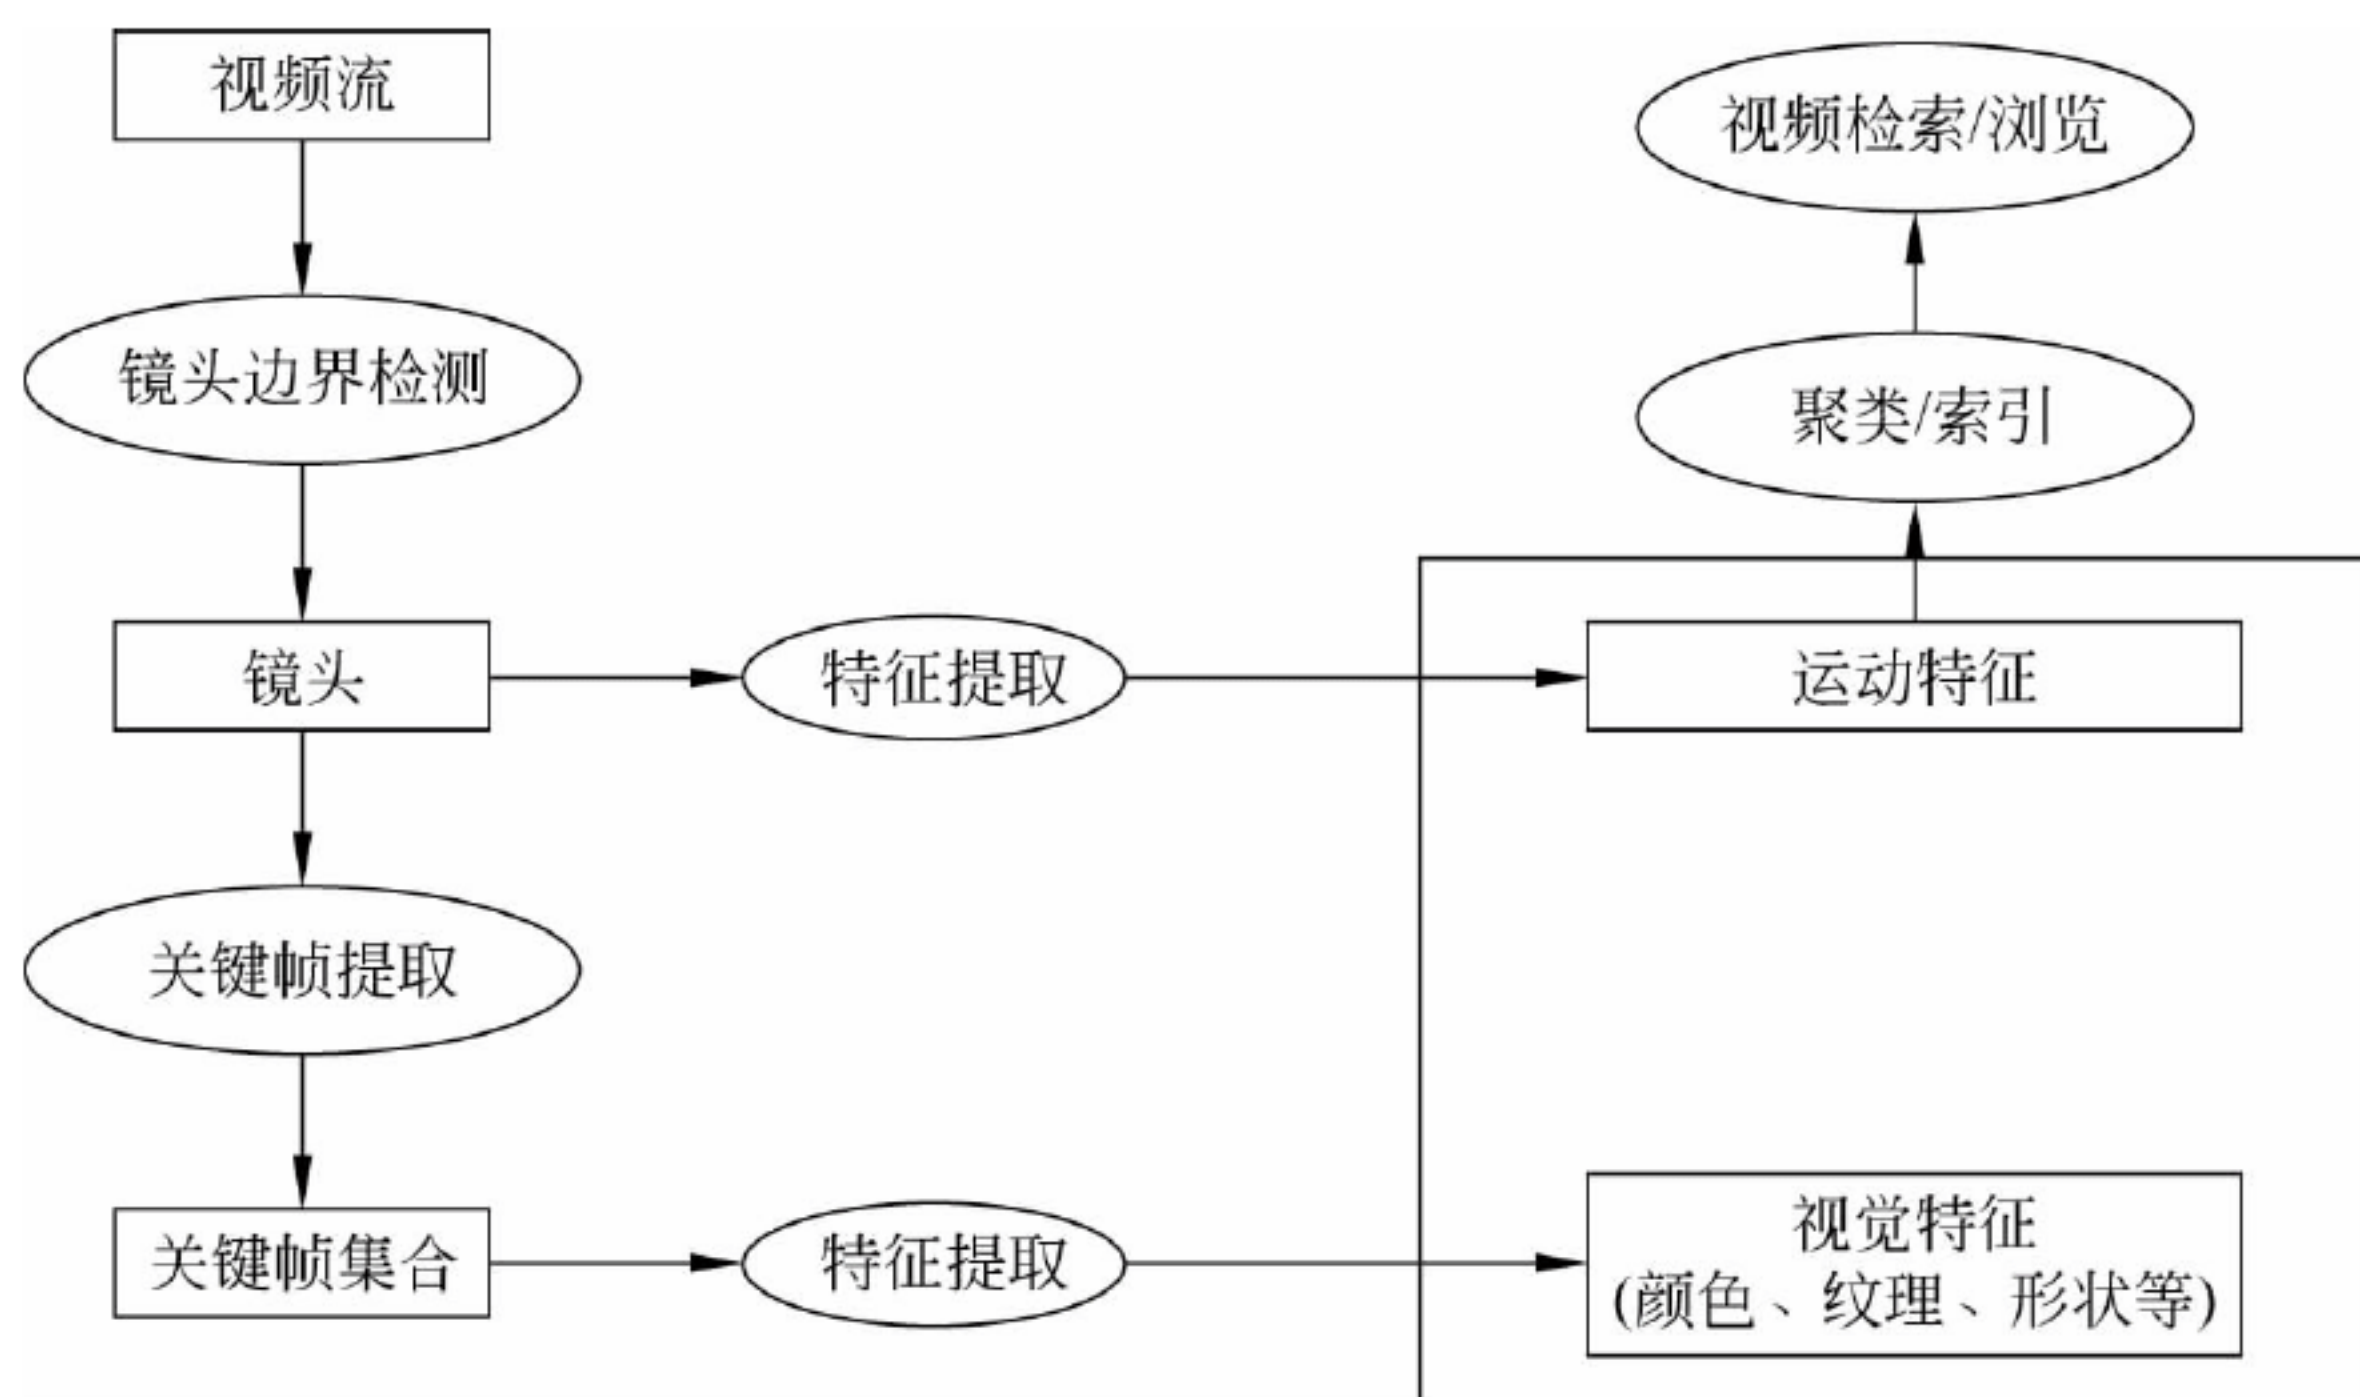 视频流
视频检索/浏览
镜头边界检测
聚类/索引
镜头
特征提取
运动特征
关键帧提取
关键帧集合
特征提取
视觉特征
(颜色、纹理、形状等)